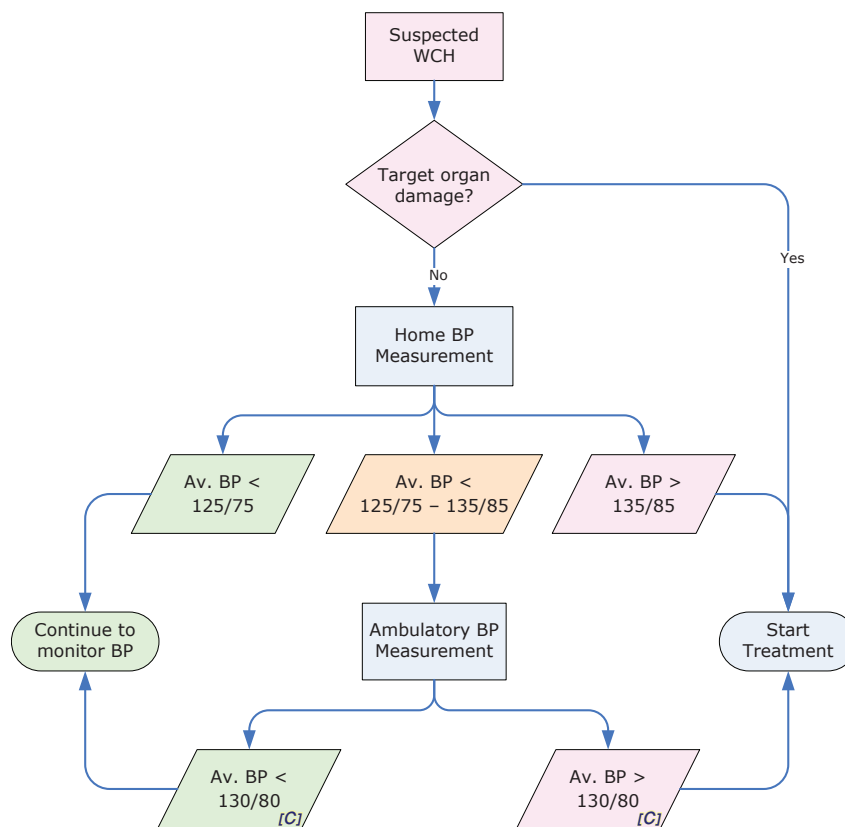 Suspected
WCH
Target organ
damage?
Yes
No
Home BP
Measurement
Av. BP <
125/75
Av. BP <
125/75 – 135/85
Av. BP >
135/85
Continue to
monitor BP
Ambulatory BP
Measurement
Start
Treatment
Av. BP <
130/80
[C]
Av. BP >
130/80
[C]